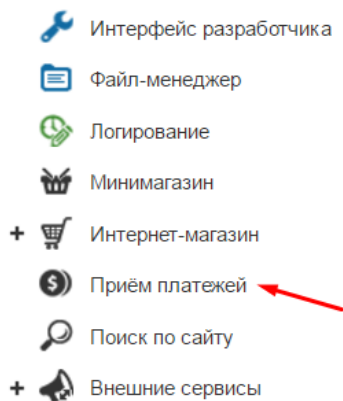 Интерфейс разработчика
Файл-менеджер
Логирование
Минимагазин
+ Интернет-магазин
Приём платежей
Поиск по сайту
+ Внешние сервисы